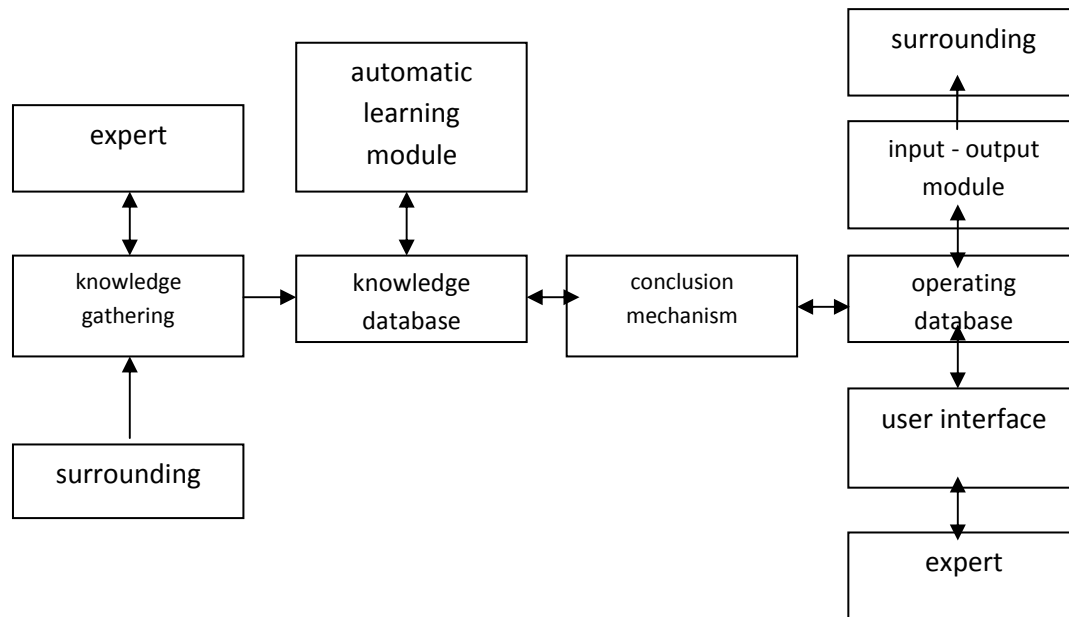 surrounding
automatic
learning
module
expert
input - output
module
knowledge
gathering
knowledge
database
conclusion
mechanism
operating
database
user interface
surrounding
expert